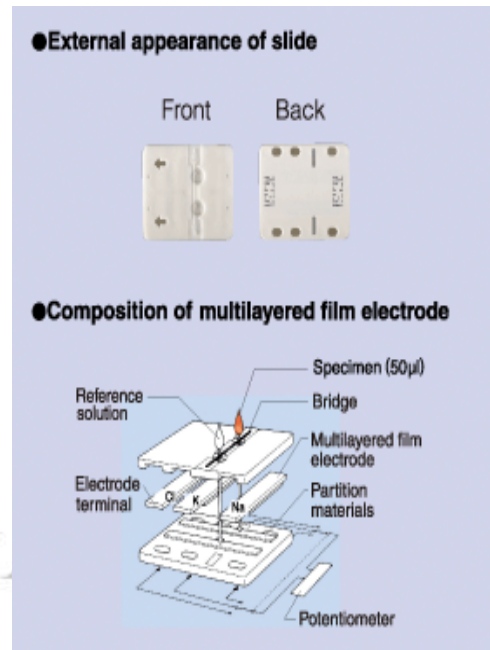 ●External appearance of slide
Front
Back
●Composition of multilayered film electrode
Specimen (50µl)
Reference
solution
Bridge
Multilayered film
electrode
Electrode
terminal
Cl
K
Na
Partition
materials
Potentiometer